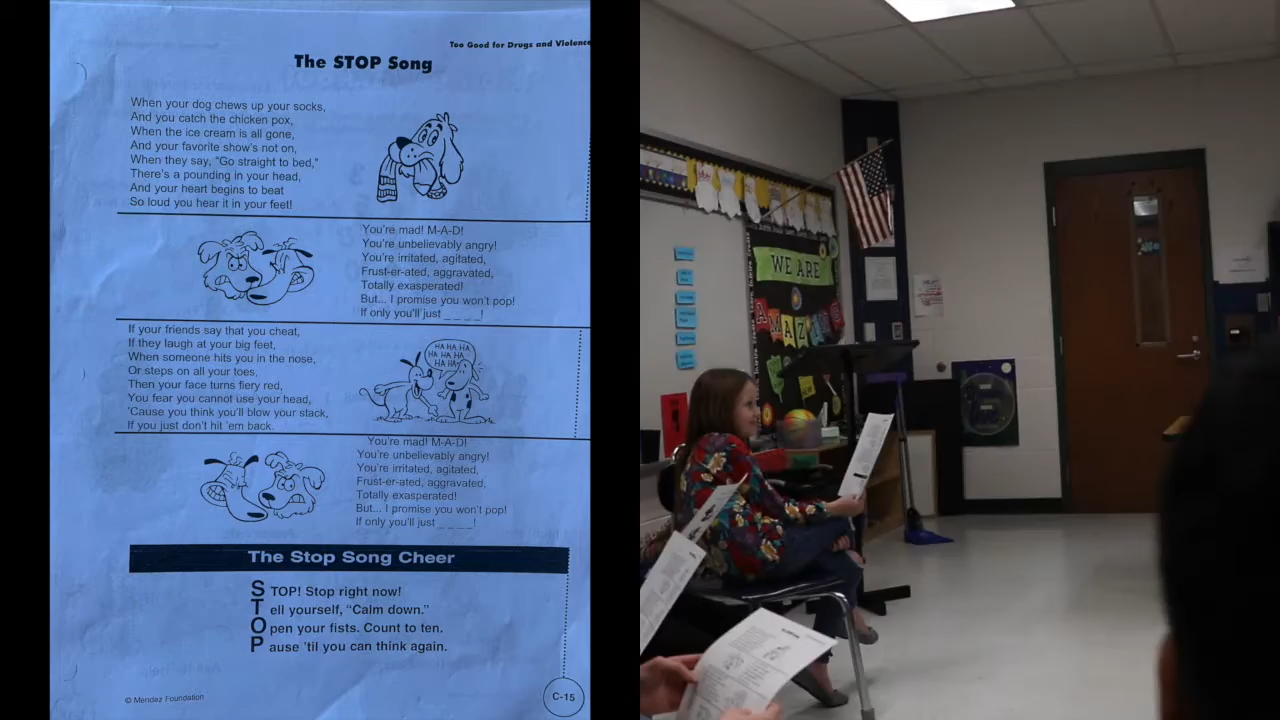 Too Good for Drugs and Violence
The STOP Song
When your dog chews up your socks,
And you catch the chicken pox,
When the ice cream is all gone,
And your favorite show's not on,
When they say, "Go straight to bed,"
There's a pounding in your head,
And your heart begins to beat
So loud you hear it in your feet!
You're mad! M-A-D!
You're unbelievably angry!
You're irritated, agitated,
Frust-er-ated, aggravated,
Totally exasperated!
But... I promise you won't pop!
If only you'll just _ _ _ _!
If your friends say that you cheat,
If they laugh at your big feet,
When someone hits you in the nose,
Or steps on all your toes,
Then your face turns fiery red,
You fear you cannot use your head,
'Cause you think you'll blow your stack,
If you just don't hit 'em back.
HA HA HA
HA HA HA
HA HA
You're mad! M-A-D!
You're unbelievably angry!
You're irritated, agitated,
Frust-er-ated, aggravated,
Totally exasperated!
But... I promise you won't pop!
If only you'll just _ _ _ _!
The Stop Song Cheer
STOP! Stop right now!
Tell yourself, "Calm down."
Open your fists. Count to ten.
Pause 'til you can think again.
© Mendez Foundation
C-15
WE ARE
AMAZING